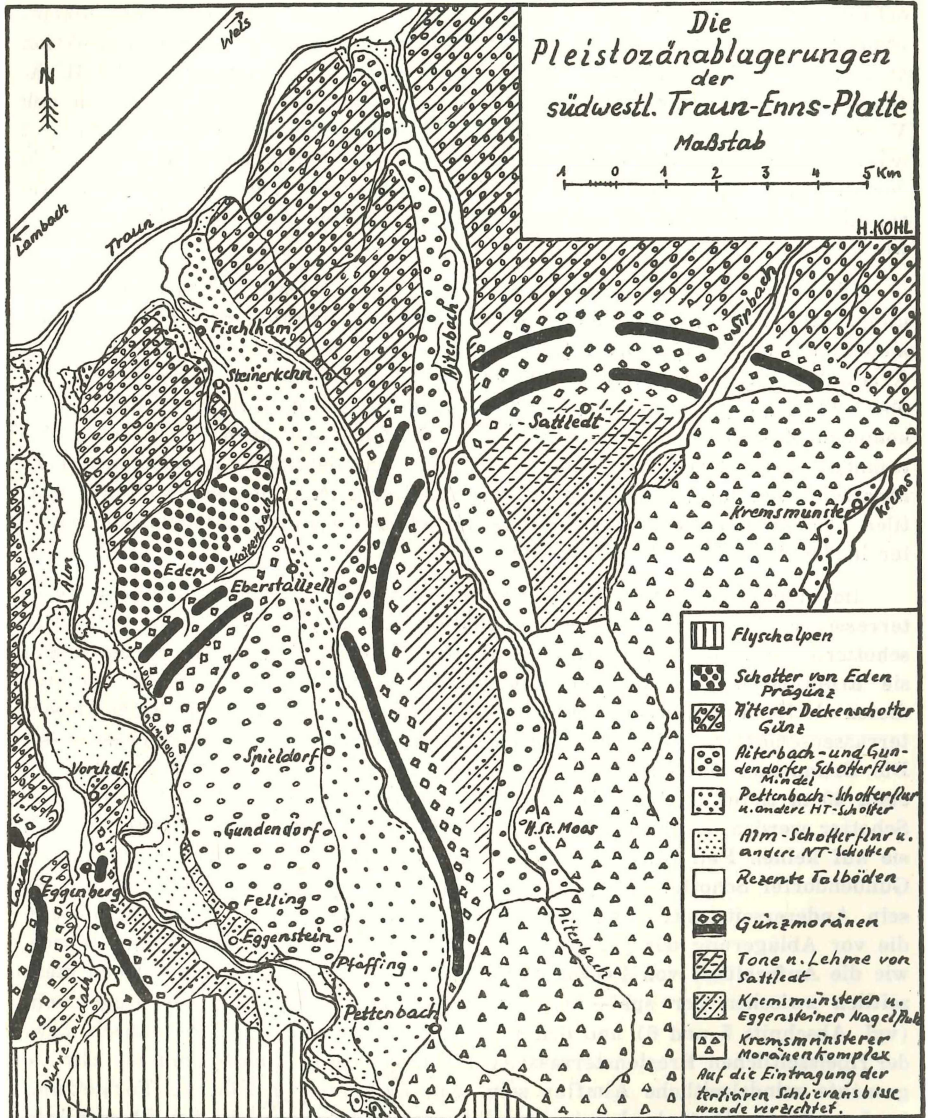 Die
Pleistozänablagerungen
der
südwestl. Traun-Enns-Platte
Maßstab
1 0 1 2 3 4 5 Km
H. KOHL
N
Wels
Lambach
Traun
Fischlham
Steinerkchn
Aiterbach
Sipbach
Sattledt
Kremsmünster
Krems
Alm
Eden
Eberstallzell
Vorchdf.
Spieldorf
Gundendorf
Eggenberg
Felling
Eggenstein
Pfaffing
Pettenbach
H.St.Moos
Aiterbach
Laudach
Dürre Laudach
Flyschalpen
Schotter von Eden
Prägünz
Älterer Deckenschotter
Günz
Aiterbach- und Gun-
dendorfer Schotterflur
Mindel
Pettenbach-Schotterflur
u. andere HT-Schotter
Alm-Schotterflur u.
andere NT-Schotter
Rezente Talböden
Günzmoränen
Tone u. Lehme von
Sattledt
Kremsmünsterer u.
Eggensteiner Nagelfluh
Kremsmünsterer
Moränenkomplex
Auf die Eintragung der
tertiären Schlieranbisse
wurde verzichtet.